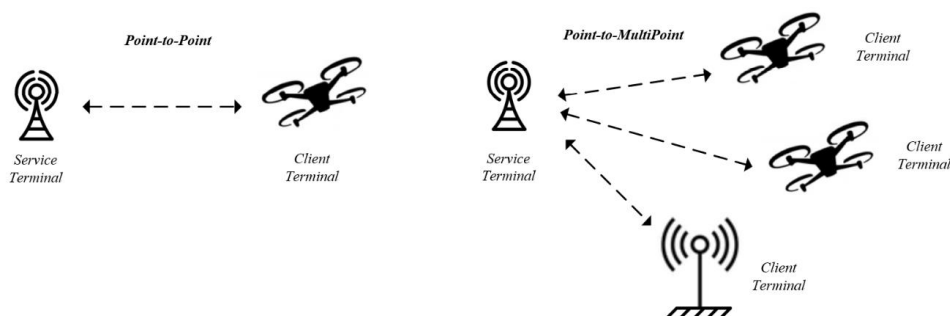 Point-to-Point
Service
Terminal
Client
Terminal
Point-to-MultiPoint
Service
Terminal
Client
Terminal
Client
Terminal
Client
Terminal